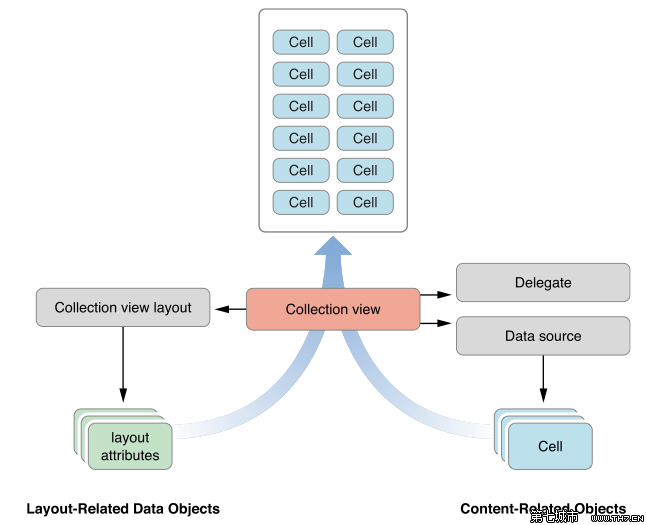 Cell Cell
Cell Cell
Cell Cell
Cell Cell
Cell Cell
Cell Cell
Collection view layout
Collection view
Delegate
Data source
layout
attributes
Cell
Layout-Related Data Objects
Content-Related Objects
第七城市 WWW.TH7.CN